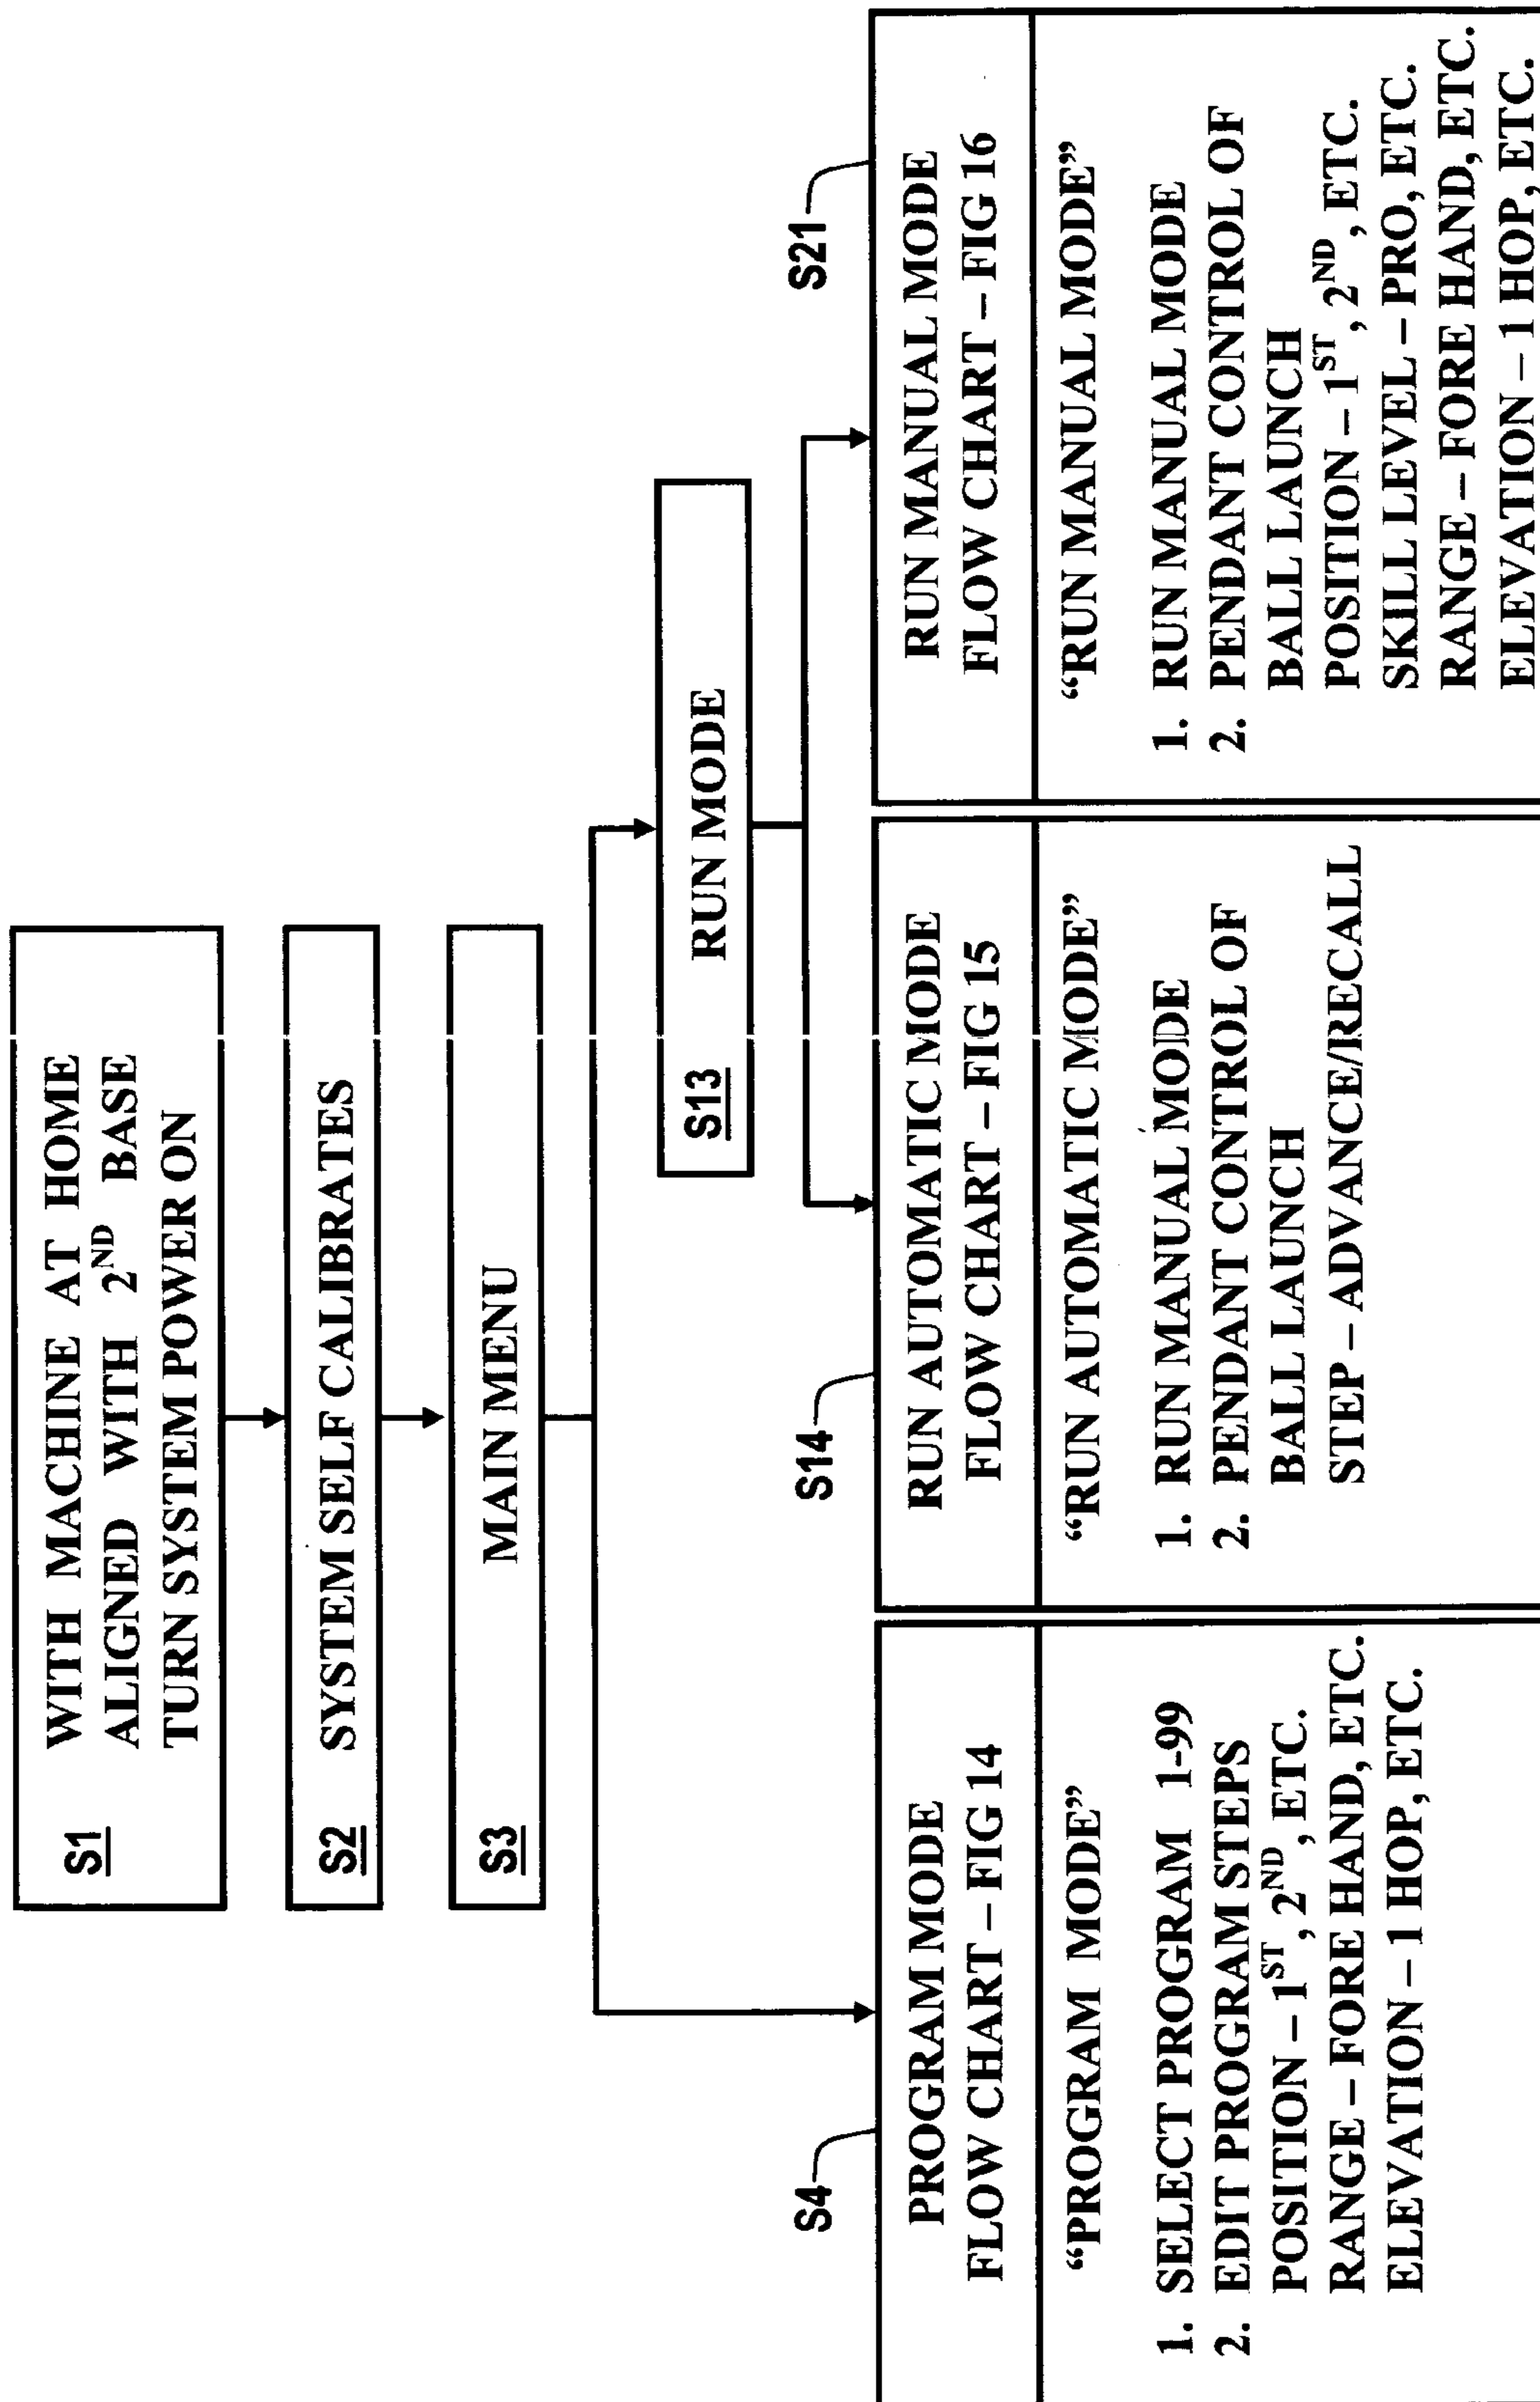 S1
WITH MACHINE AT HOME
ALIGNED WITH 2ND BASE
TURN SYSTEM POWER ON
S2 SYSTEM SELF CALIBRATES
S3 MAIN MENU
S13 RUN MODE
S4
PROGRAM MODE
FLOW CHART – FIG 14
“PROGRAM MODE”
1. SELECT PROGRAM 1-99
2. EDIT PROGRAM STEPS
POSITION – 1ST, 2ND, ETC.
RANGE – FORE HAND, ETC.
ELEVATION – 1 HOP, ETC.
S14
RUN AUTOMATIC MODE
FLOW CHART – FIG 15
“RUN AUTOMATIC MODE”
1. RUN MANUAL MODE
2. PENDANT CONTROL OF
BALL LAUNCH
STEP – ADVANCE/RECALL
S21
RUN MANUAL MODE
FLOW CHART – FIG 16
“RUN MANUAL MODE”
1. RUN MANUAL MODE
2. PENDANT CONTROL OF
BALL LAUNCH
POSITION – 1ST, 2ND, ETC.
SKILL LEVEL – PRO, ETC.
RANGE – FORE HAND, ETC.
ELEVATION – 1 HOP, ETC.